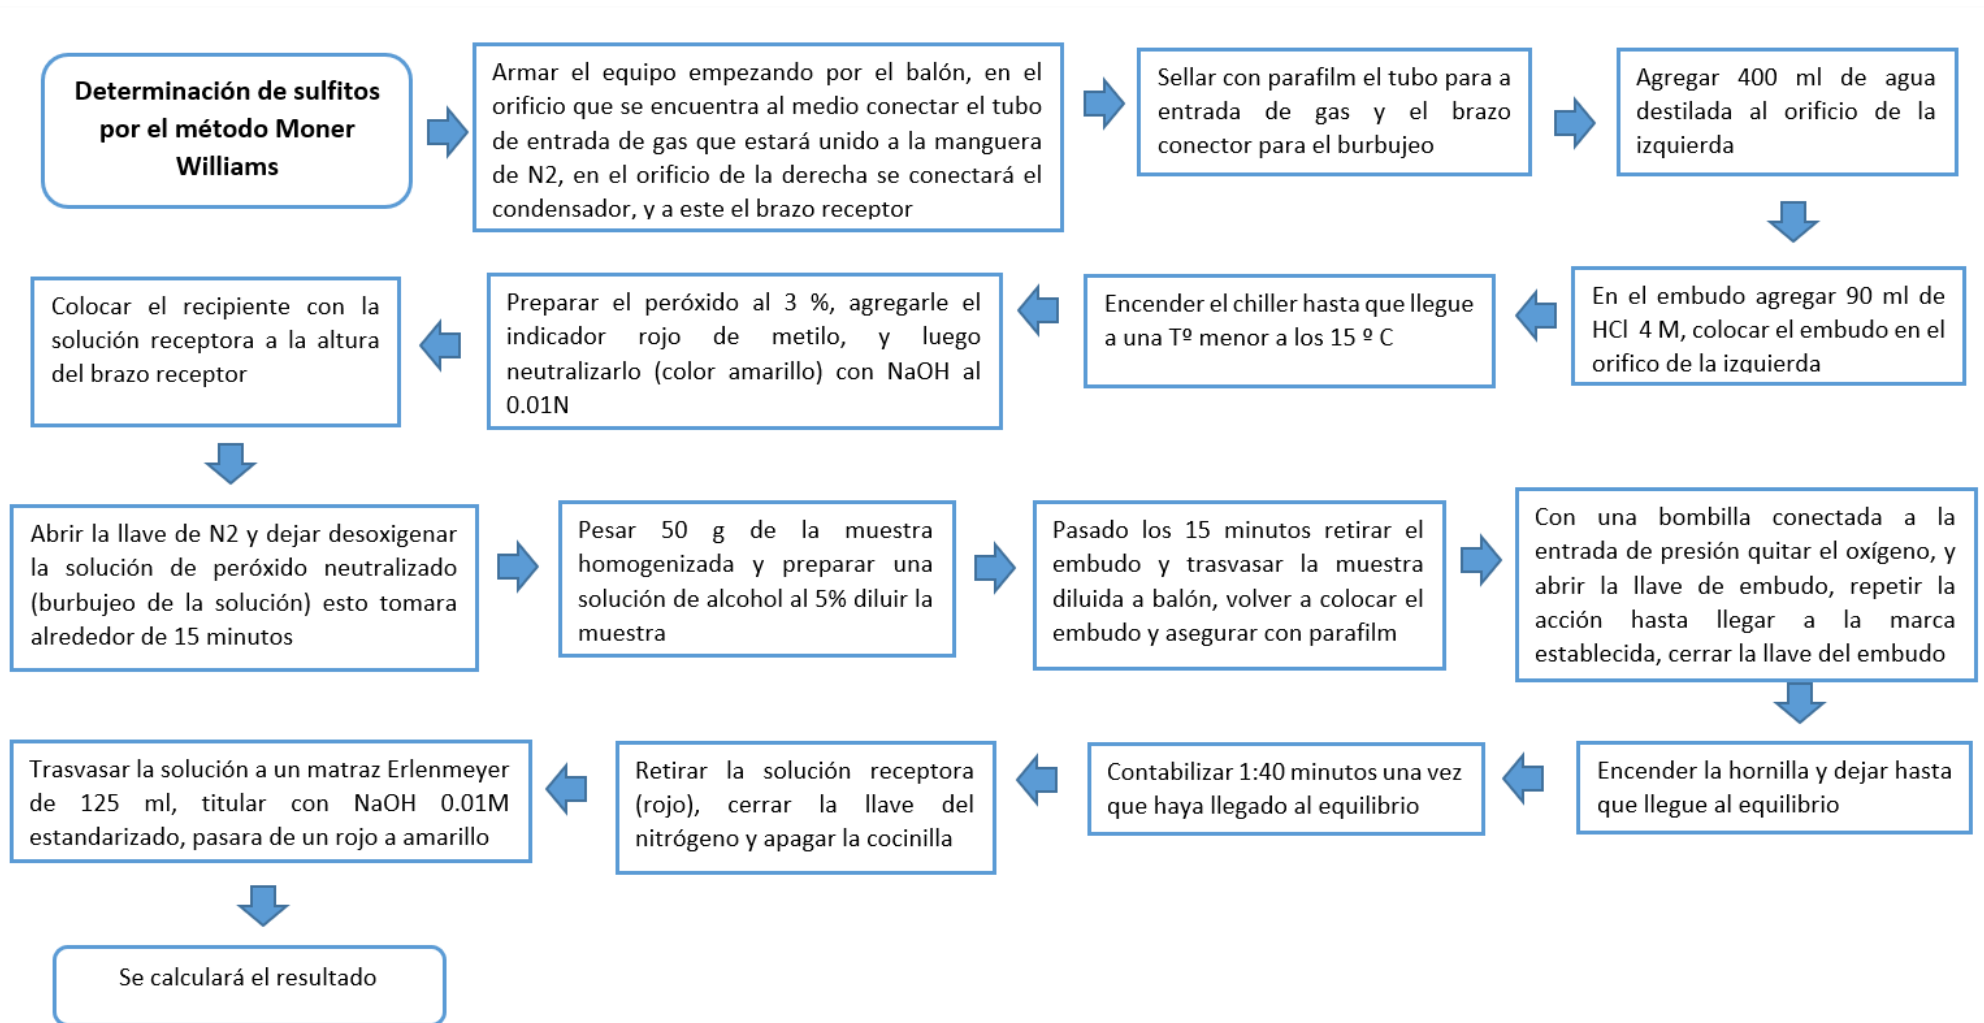 Determinación de sulfitos
por el método Moner
Williams
Armar el equipo empezando por el balón, en el
orificio que se encuentra al medio conectar el tubo
de entrada de gas que estará unido a la manguera
de N2, en el orificio de la derecha se conectará el
condensador, y a este el brazo receptor
Sellar con parafilm el tubo para a
entrada de gas y el brazo
conector para el burbujeo
Agregar 400 ml de agua
destilada al orificio de la
izquierda
En el embudo agregar 90 ml de
HCl 4 M, colocar el embudo en el
orifico de la izquierda
Encender el chiller hasta que llegue
a una Tº menor a los 15 º C
Preparar el peróxido al 3 %, agregarle el
indicador rojo de metilo, y luego
neutralizarlo (color amarillo) con NaOH al
0.01N
Colocar el recipiente con la
solución receptora a la altura
del brazo receptor
Abrir la llave de N2 y dejar desoxigenar
la solución de peróxido neutralizado
(burbujeo de la solución) esto tomara
alrededor de 15 minutos
Pesar 50 g de la muestra
homogenizada y preparar una
solución de alcohol al 5% diluir la
muestra
Pasado los 15 minutos retirar el
embudo y trasvasar la muestra
diluida a balón, volver a colocar el
embudo y asegurar con parafilm
Con una bombilla conectada a la
entrada de presión quitar el oxígeno, y
abrir la llave de embudo, repetir la
acción hasta llegar a la marca
establecida, cerrar la llave del embudo
Encender la hornilla y dejar hasta
que llegue al equilibrio
Contabilizar 1:40 minutos una vez
que haya llegado al equilibrio
Retirar la solución receptora
(rojo), cerrar la llave del
nitrógeno y apagar la cocinilla
Trasvasar la solución a un matraz Erlenmeyer
de 125 ml, titular con NaOH 0.01M
estandarizado, pasara de un rojo a amarillo
Se calculará el resultado